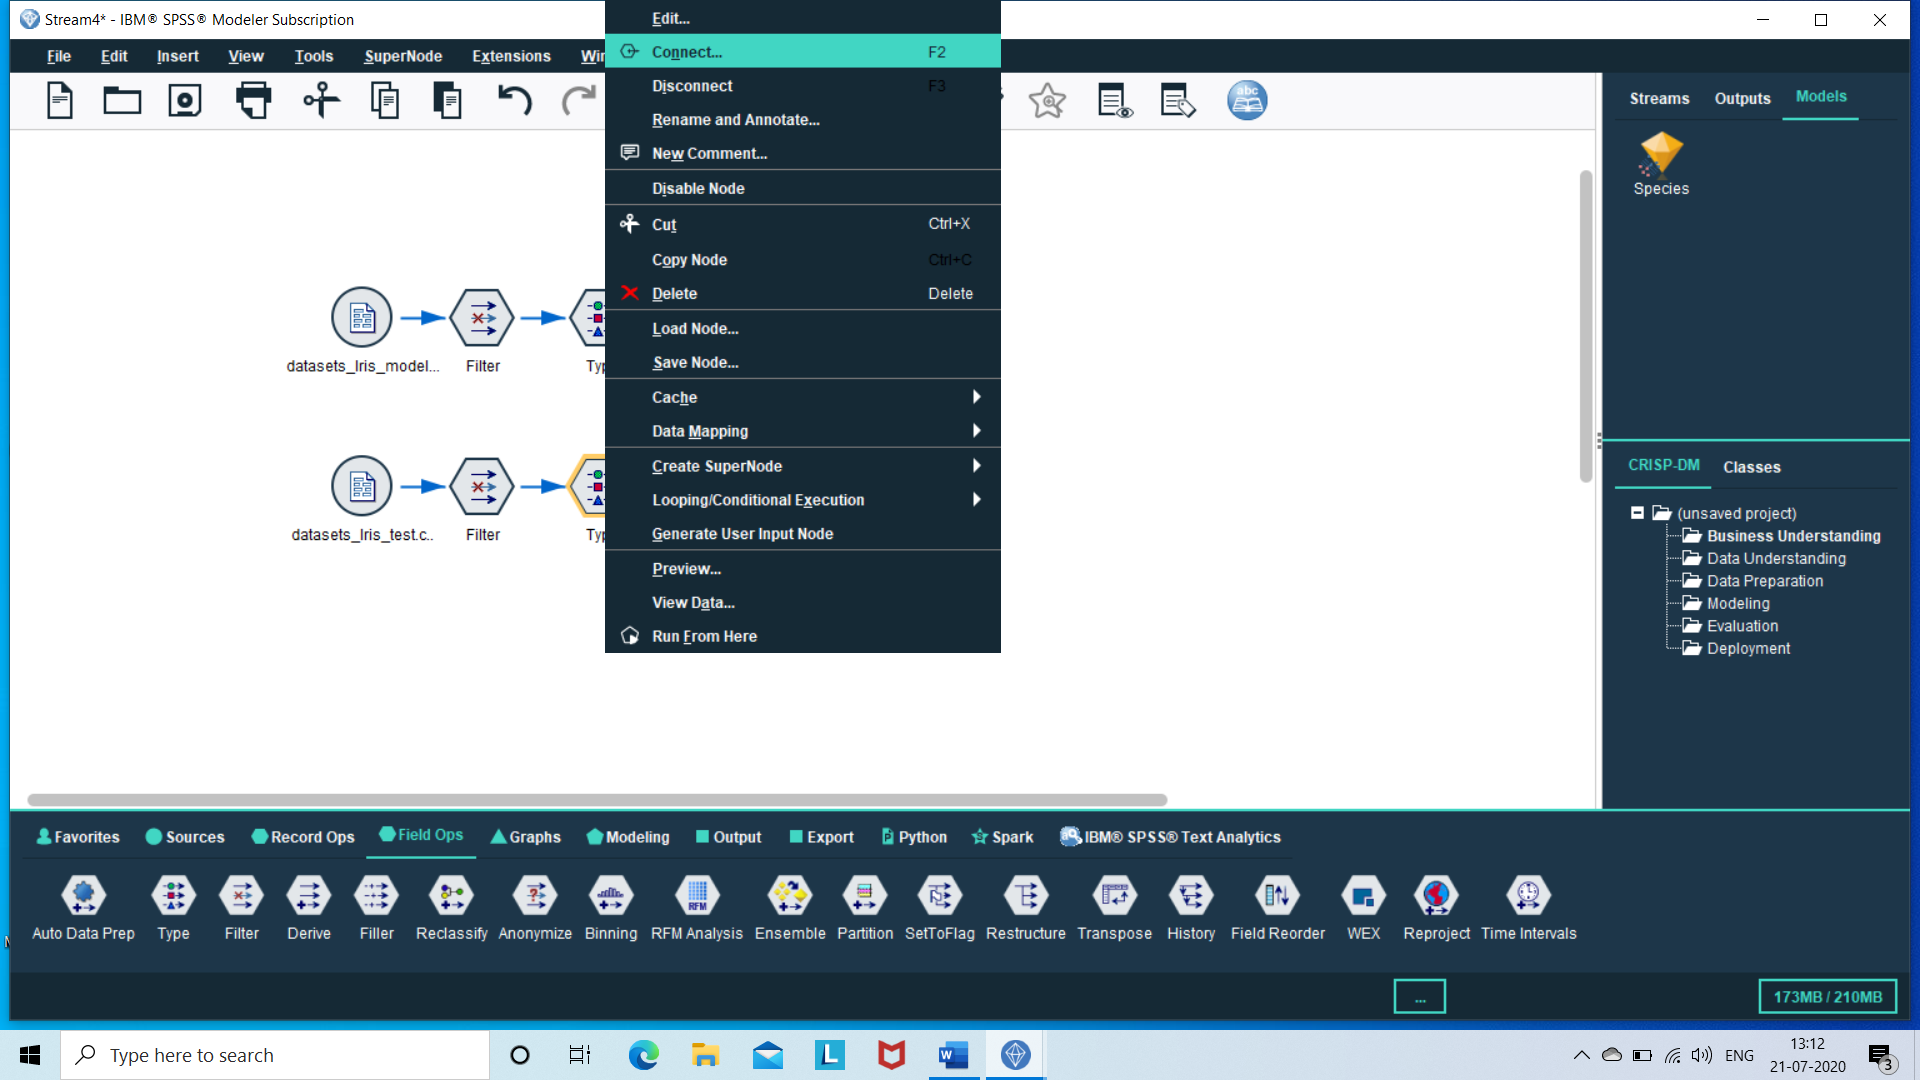 Stream4* - IBM® SPSS® Modeler Subscription
File Edit Insert View Tools SuperNode Extensions
Edit...
Connect... F2
Disconnect F3
Rename and Annotate...
New Comment...
Disable Node
Cut Ctrl+X
Copy Node Ctrl+C
Delete Delete
Load Node...
Save Node...
Cache
Data Mapping
Create SuperNode
Looping/Conditional Execution
Generate User Input Node
Preview...
View Data...
Run From Here
abc
datasets_Iris_model... Filter
datasets_Iris_test.c.. Filter
Streams Outputs Models
Species
CRISP-DM Classes
(unsaved project)
Business Understanding
Data Understanding
Data Preparation
Modeling
Evaluation
Deployment
Favorites Sources Record Ops Field Ops Graphs Modeling Output Export Python Spark IBM® SPSS® Text Analytics
RFM
Auto Data Prep Type Filter Derive Filler Reclassify Anonymize Binning RFM Analysis Ensemble Partition SetToFlag Restructure Transpose History Field Reorder WEX Reproject Time Intervals
... 173MB / 210MB
Type here to search
L
W
ENG
13:12
21-07-2020
3